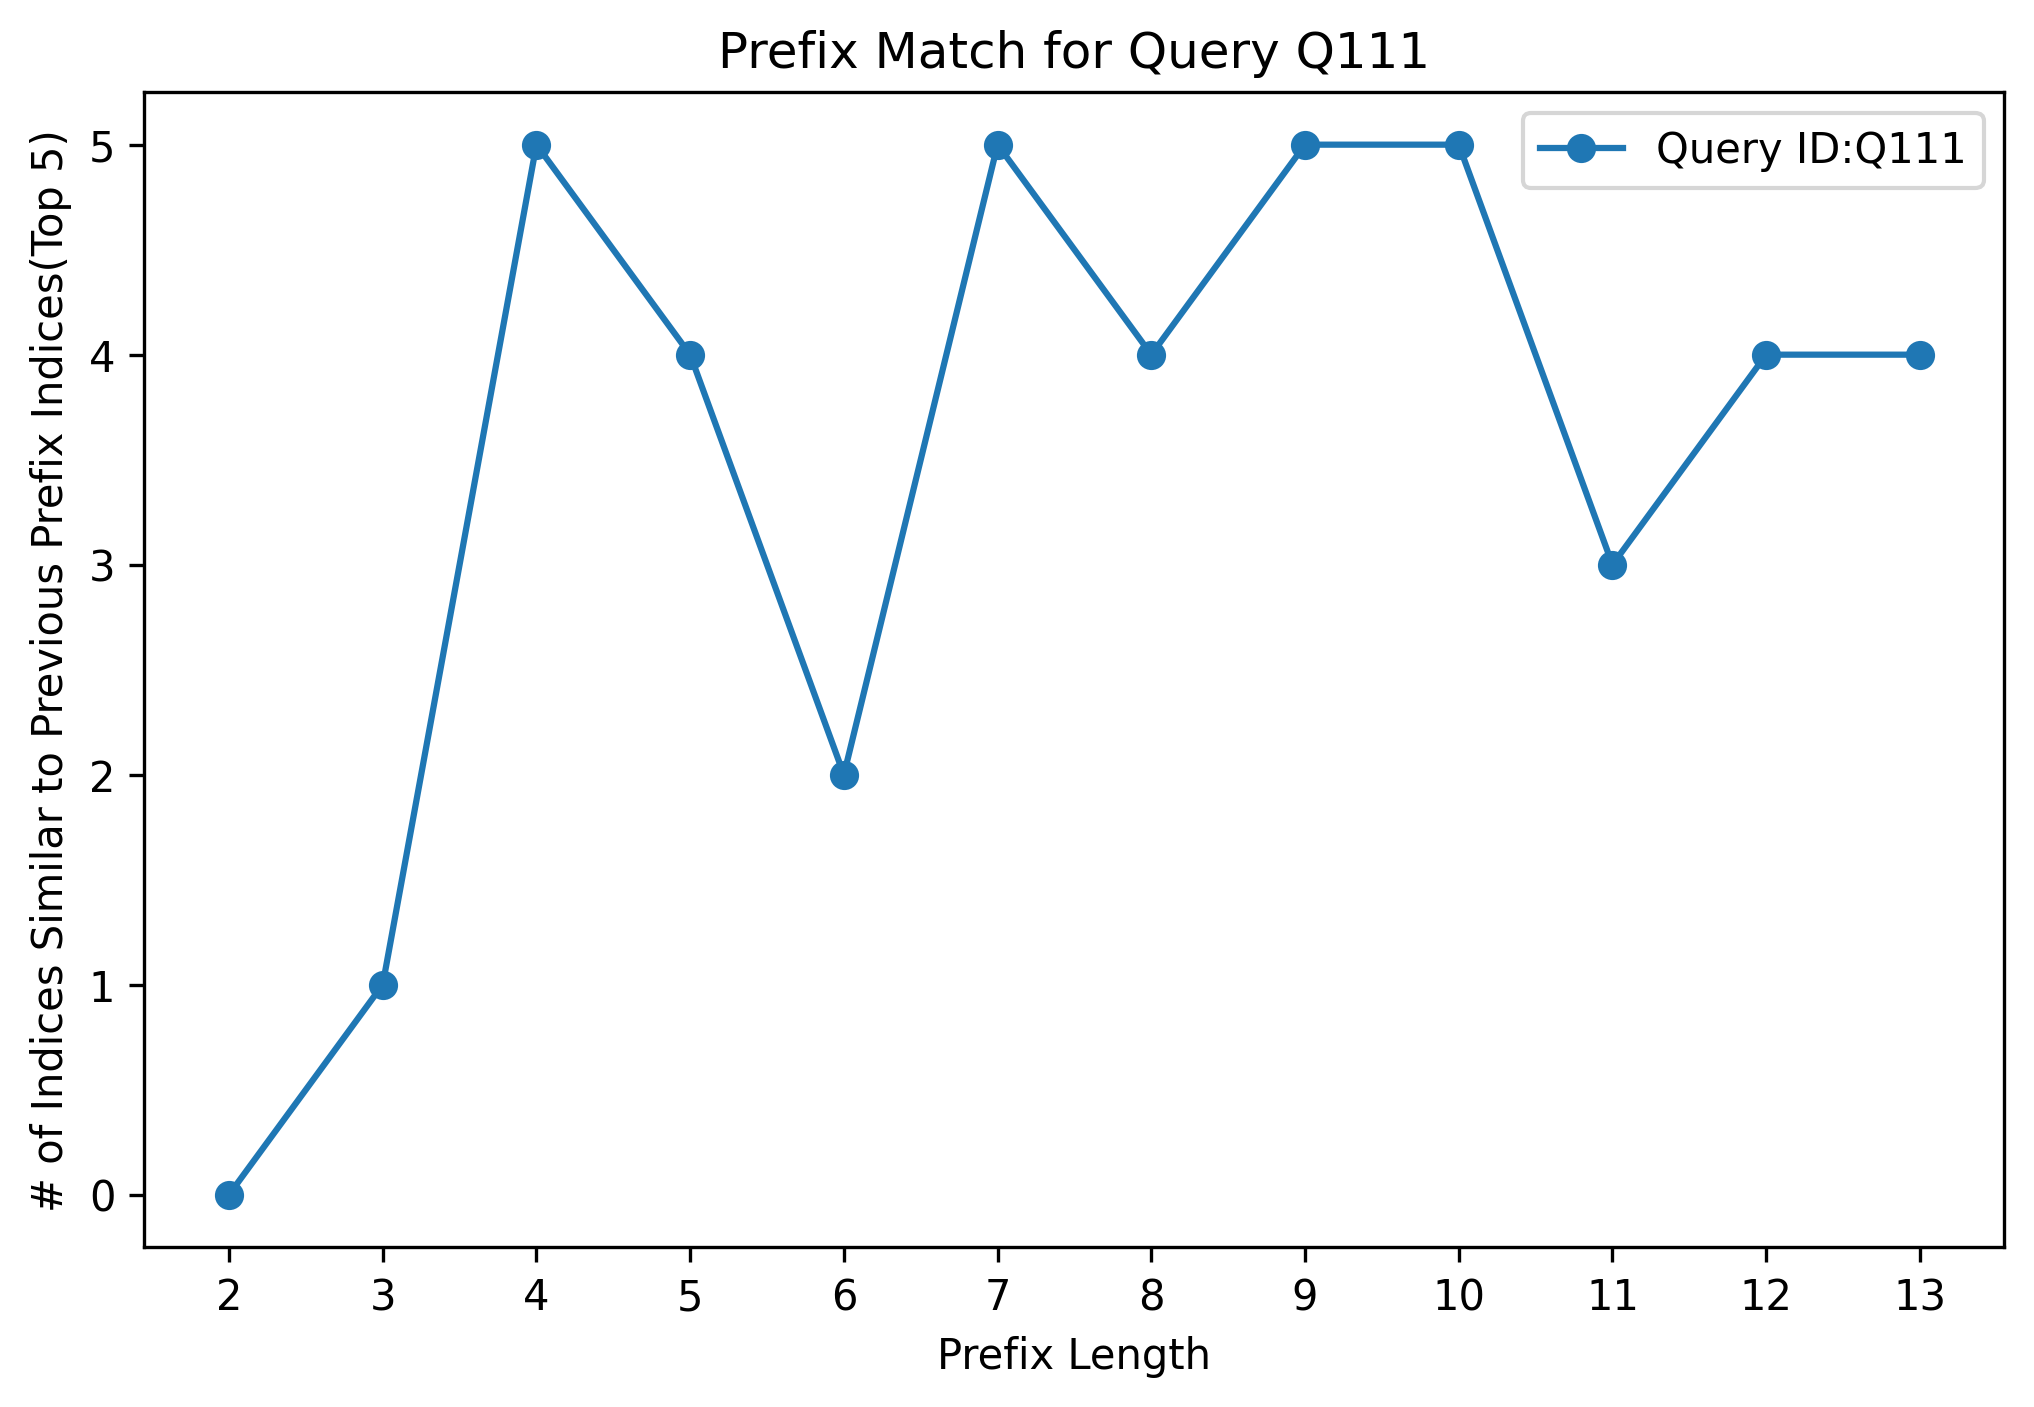 Prefix Match for Query Q111
Query ID:Q111
# of Indices Similar to Previous Prefix Indices(Top 5)
5
4
3
2
1
0
2 3 4 5 6 7 8 9 10 11 12 13
Prefix Length